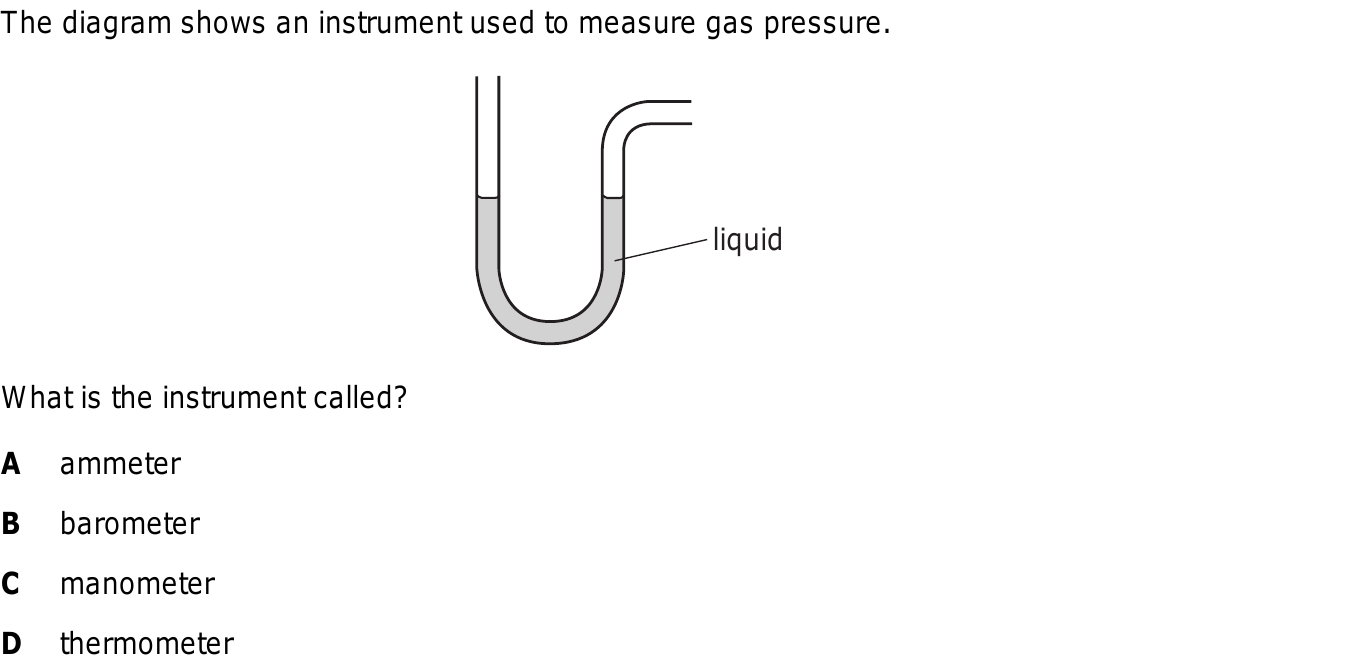 The diagram shows an instrument used to measure gas pressure.
liquid
What is the instrument called?
A ammeter
B barometer
C manometer
D thermometer